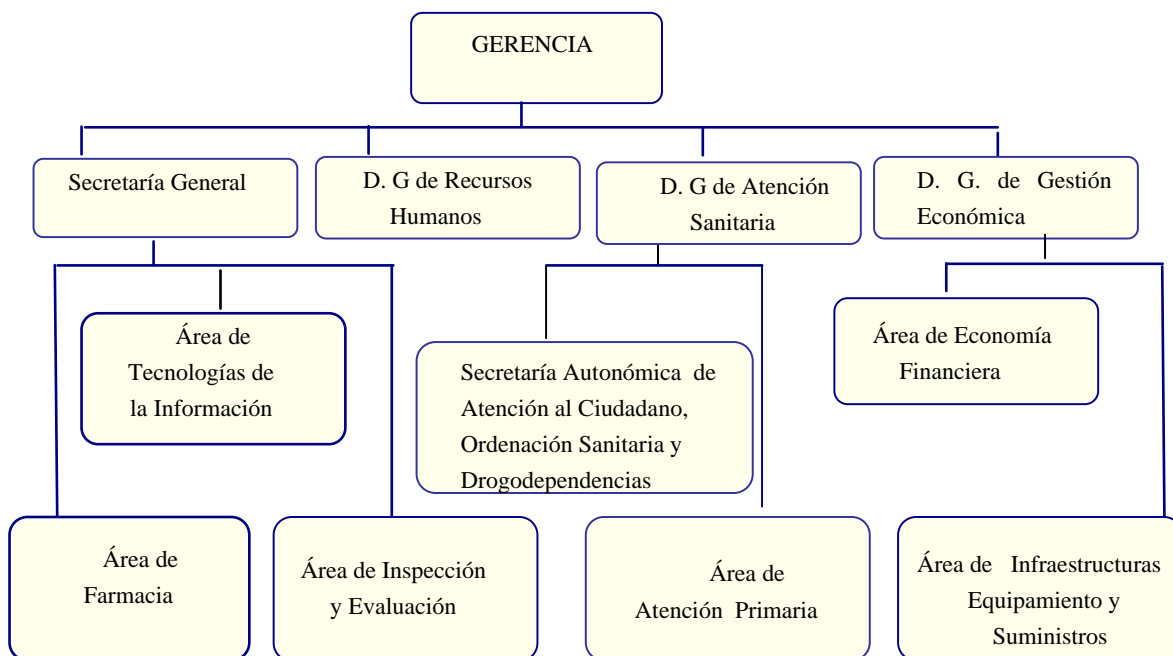 GERENCIA
Secretaría General
D. G de Recursos
Humanos
D. G de Atención
Sanitaria
D. G. de Gestión
Económica
Área de
Tecnologías de
la Información
Secretaría Autonómica de
Atención al Ciudadano,
Ordenación Sanitaria y
Drogodependencias
Área de Economía
Financiera
Área de
Farmacia
Área de Inspección
y Evaluación
Área de
Atención Primaria
Área de Infraestructuras
Equipamiento y
Suministros